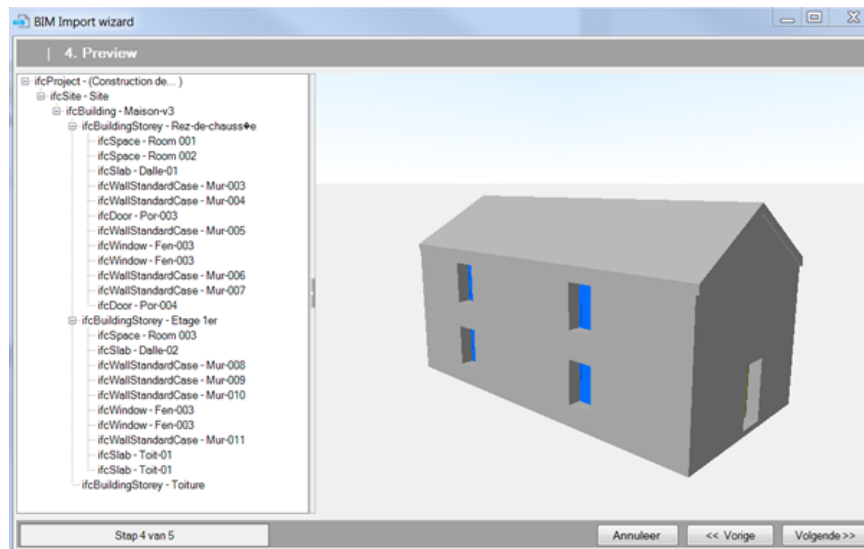 BIM Import wizard
| 4. Preview
ifcProject - (Construction de... )
ifcSite - Site
ifcBuilding - Maison-v3
ifcBuildingStorey - Rez-de-chauss�e
ifcSpace - Room 001
ifcSpace - Room 002
ifcSlab - Dalle-01
ifcWallStandardCase - Mur-003
ifcWallStandardCase - Mur-004
ifcDoor - Por-003
ifcWallStandardCase - Mur-005
ifcWindow - Fen-003
ifcWindow - Fen-003
ifcWallStandardCase - Mur-006
ifcWallStandardCase - Mur-007
ifcDoor - Por-004
ifcBuildingStorey - Etage 1er
ifcSpace - Room 003
ifcSlab - Dalle-02
ifcWallStandardCase - Mur-008
ifcWallStandardCase - Mur-009
ifcWallStandardCase - Mur-010
ifcWindow - Fen-003
ifcWindow - Fen-003
ifcWallStandardCase - Mur-011
ifcSlab - Toit-01
ifcSlab - Toit-01
ifcBuildingStorey - Toiture
Stap 4 van 5
Annuleer
<< Vorige
Volgende >>